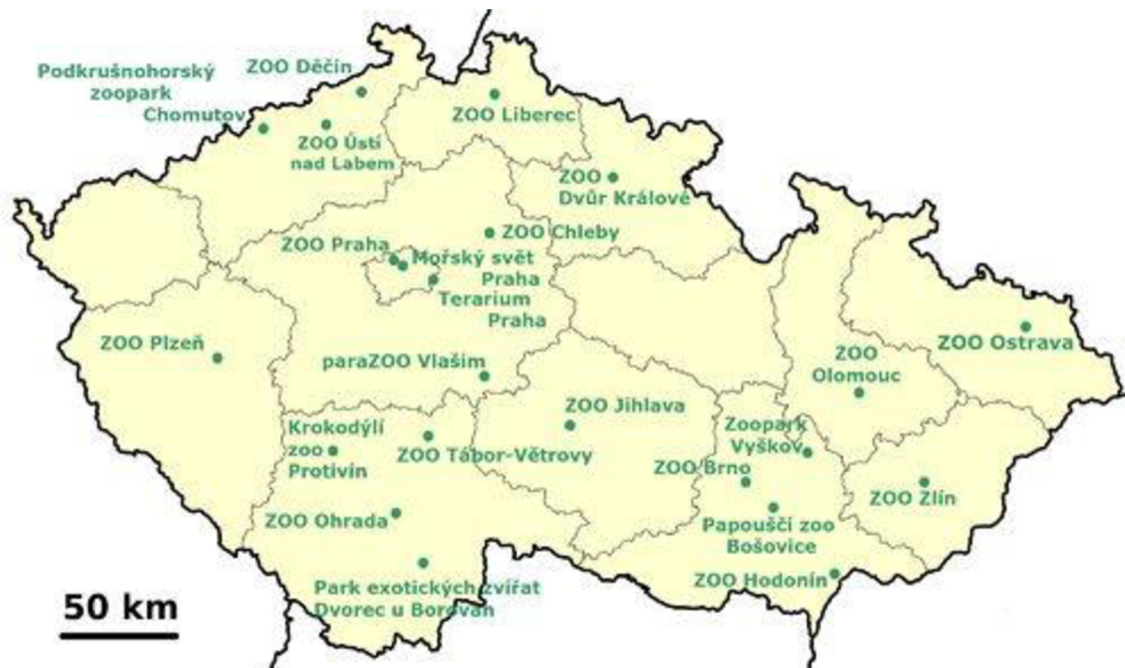 Podkrušnohorský
zoopark
Chomutov
ZOO Děčín
ZOO Liberec
ZOO Ústí
nad Labem
ZOO
Dvůr Králové
ZOO Chleby
ZOO Praha
Mořský svět
Praha
Terarium
Praha
ZOO Plzeň
paraZOO Vlašim
ZOO Ostrava
ZOO
Olomouc
ZOO Jihlava
Krokodýlí
zoo
Protivín
ZOO Tábor-Větrovy
Zoopark
Vyškov
ZOO Brno
ZOO Zlín
ZOO Ohrada
Papouščí zoo
Bošovice
ZOO Hodonín
Park exotických zvířat
Dvorec u Borovan
50 km